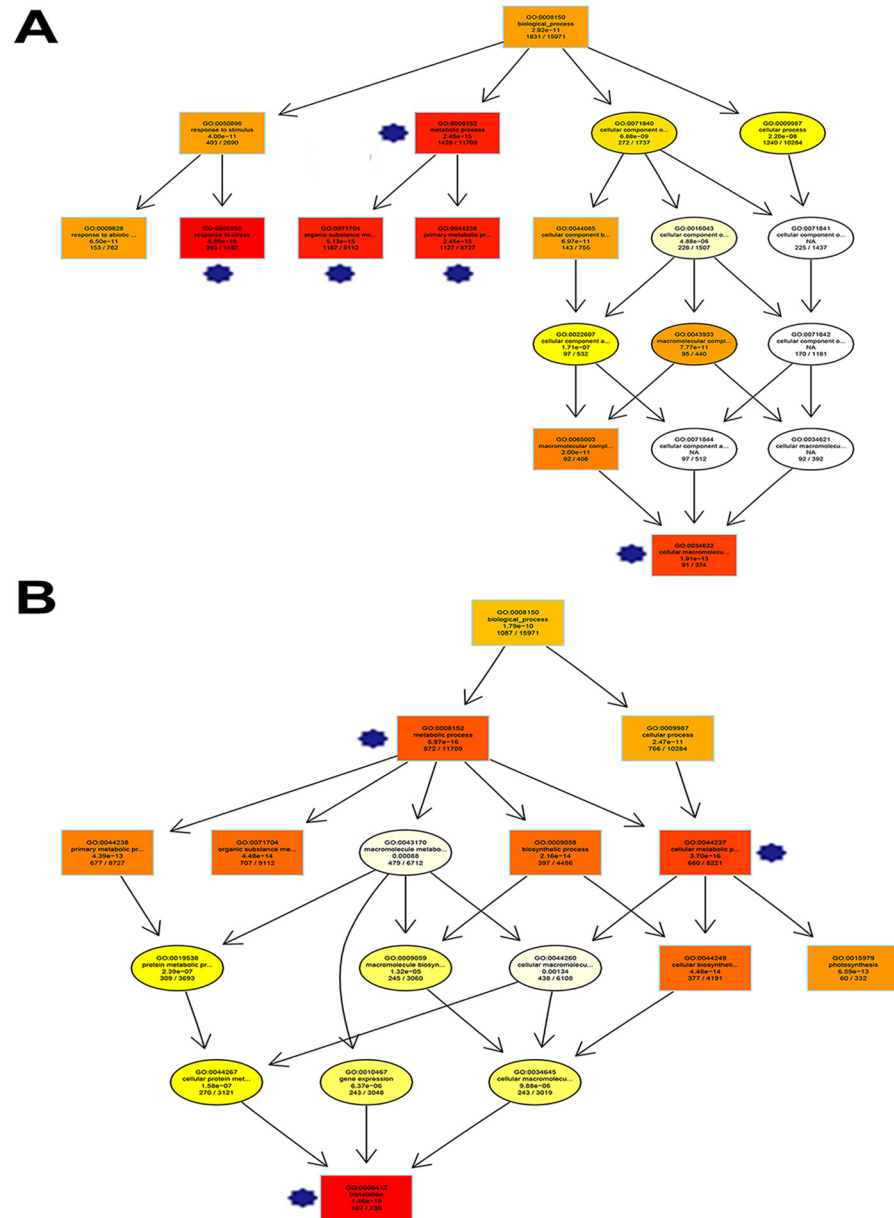 A
GO:0008150
biological_process
2.92e-11
1831 / 15971
GO:0050896
response to stimulus
4.00e-11
403 / 2690
GO:0008152
metabolic process
2.45e-15
1428 / 11709
GO:0071840
cellular component o...
6.88e-09
272 / 1737
GO:0009987
cellular process
2.20e-08
1240 / 10284
GO:0009628
response to abiotic ...
6.50e-11
153 / 762
response to stress
GO:0071704
organic substance me...
5.13e-15
1167 / 9112
GO:0044238
primary metabolic pr...
2.45e-15
1127 / 8727
GO:0044085
cellular component b...
6.97e-11
143 / 755
GO:0016043
cellular component o...
4.88e-06
226 / 1507
GO:0071841
cellular component o...
NA
225 / 1437
GO:0022607
cellular component a...
1.71e-07
97 / 532
GO:0043933
macromolecular compl...
7.77e-11
95 / 440
GO:0071842
cellular component o...
NA
170 / 1181
GO:0065003
macromolecular compl...
2.00e-11
92 / 406
GO:0071844
cellular component a...
NA
97 / 512
GO:0034621
cellular macromolecu...
NA
92 / 392
GO:0034622
cellular macromolecu...
1.91e-13
91 / 374
B
GO:0008150
biological_process
1.79e-10
1087 / 15971
GO:0008152
metabolic process
5.97e-16
872 / 11709
GO:0009987
cellular process
2.47e-11
766 / 10284
GO:0044238
primary metabolic pr...
4.39e-13
677 / 8727
GO:0071704
organic substance me...
4.48e-14
707 / 9112
GO:0043170
macromolecule metabo...
0.00088
479 / 6712
GO:0009058
biosynthetic process
2.16e-14
397 / 4486
GO:0044237
cellular metabolic p...
3.70e-16
660 / 8221
GO:0019538
protein metabolic pr...
2.39e-07
309 / 3693
GO:0009059
macromolecule biosyn...
1.32e-05
245 / 3060
GO:0044260
cellular macromolecu...
0.00134
438 / 6108
GO:0044249
cellular biosyntheti...
4.48e-14
377 / 4191
GO:0015979
photosynthesis
6.59e-13
60 / 332
GO:0044267
cellular protein met...
1.58e-07
270 / 3121
GO:0010467
gene expression
6.37e-06
243 / 3048
GO:0034645
cellular macromolecu...
9.88e-06
243 / 3019
GO:0006412
translation
1.46e-19